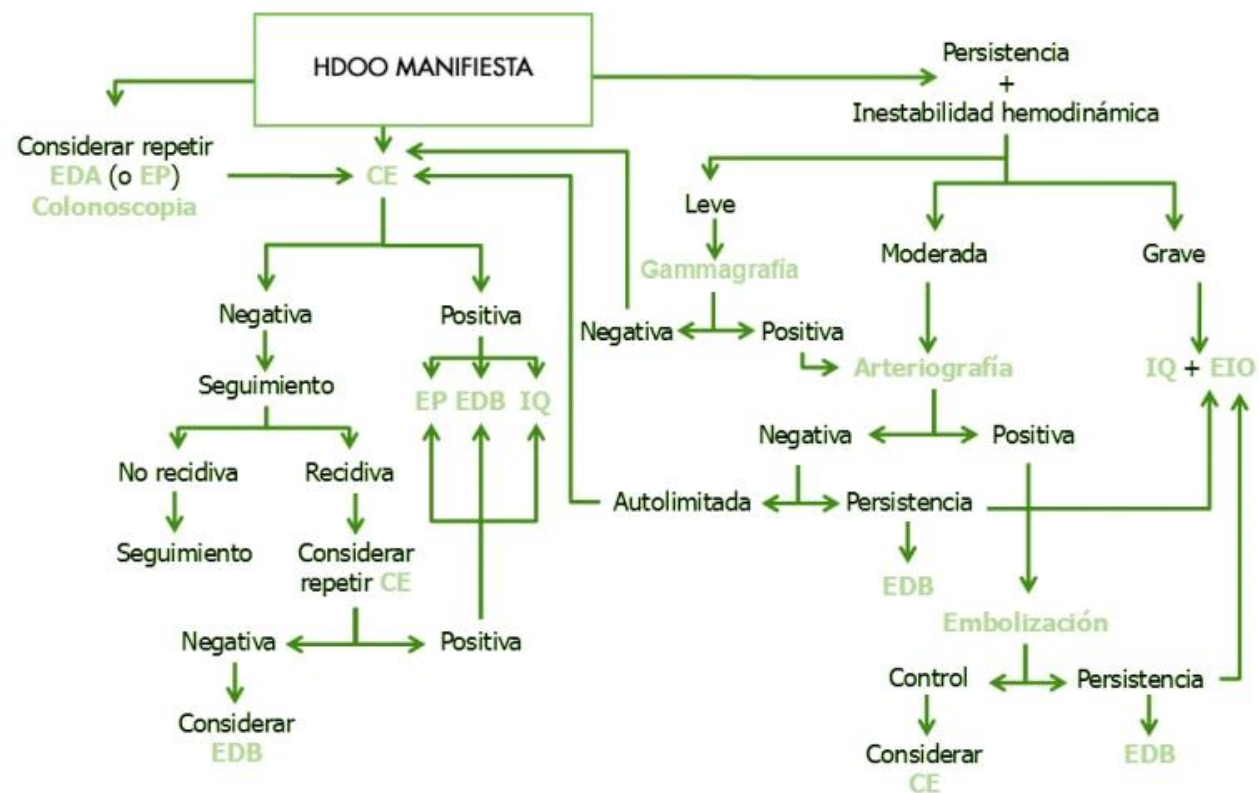 HDOO MANIFIESTA
Persistencia
+
Inestabilidad hemodinámica
Considerar repetir
EDA (o EP)
Colonoscopia
CE
Leve
Moderada
Grave
Gammagrafía
Negativa
Positiva
Negativa
Positiva
Arteriografía
IQ + EIO
Seguimiento
EP EDB IQ
Negativa
Positiva
No recidiva
Recidiva
Autolimitada
Persistencia
Seguimiento
Considerar
repetir CE
EDB
Embolización
Negativa
Positiva
Control
Persistencia
Considerar
EDB
Considerar
CE
EDB